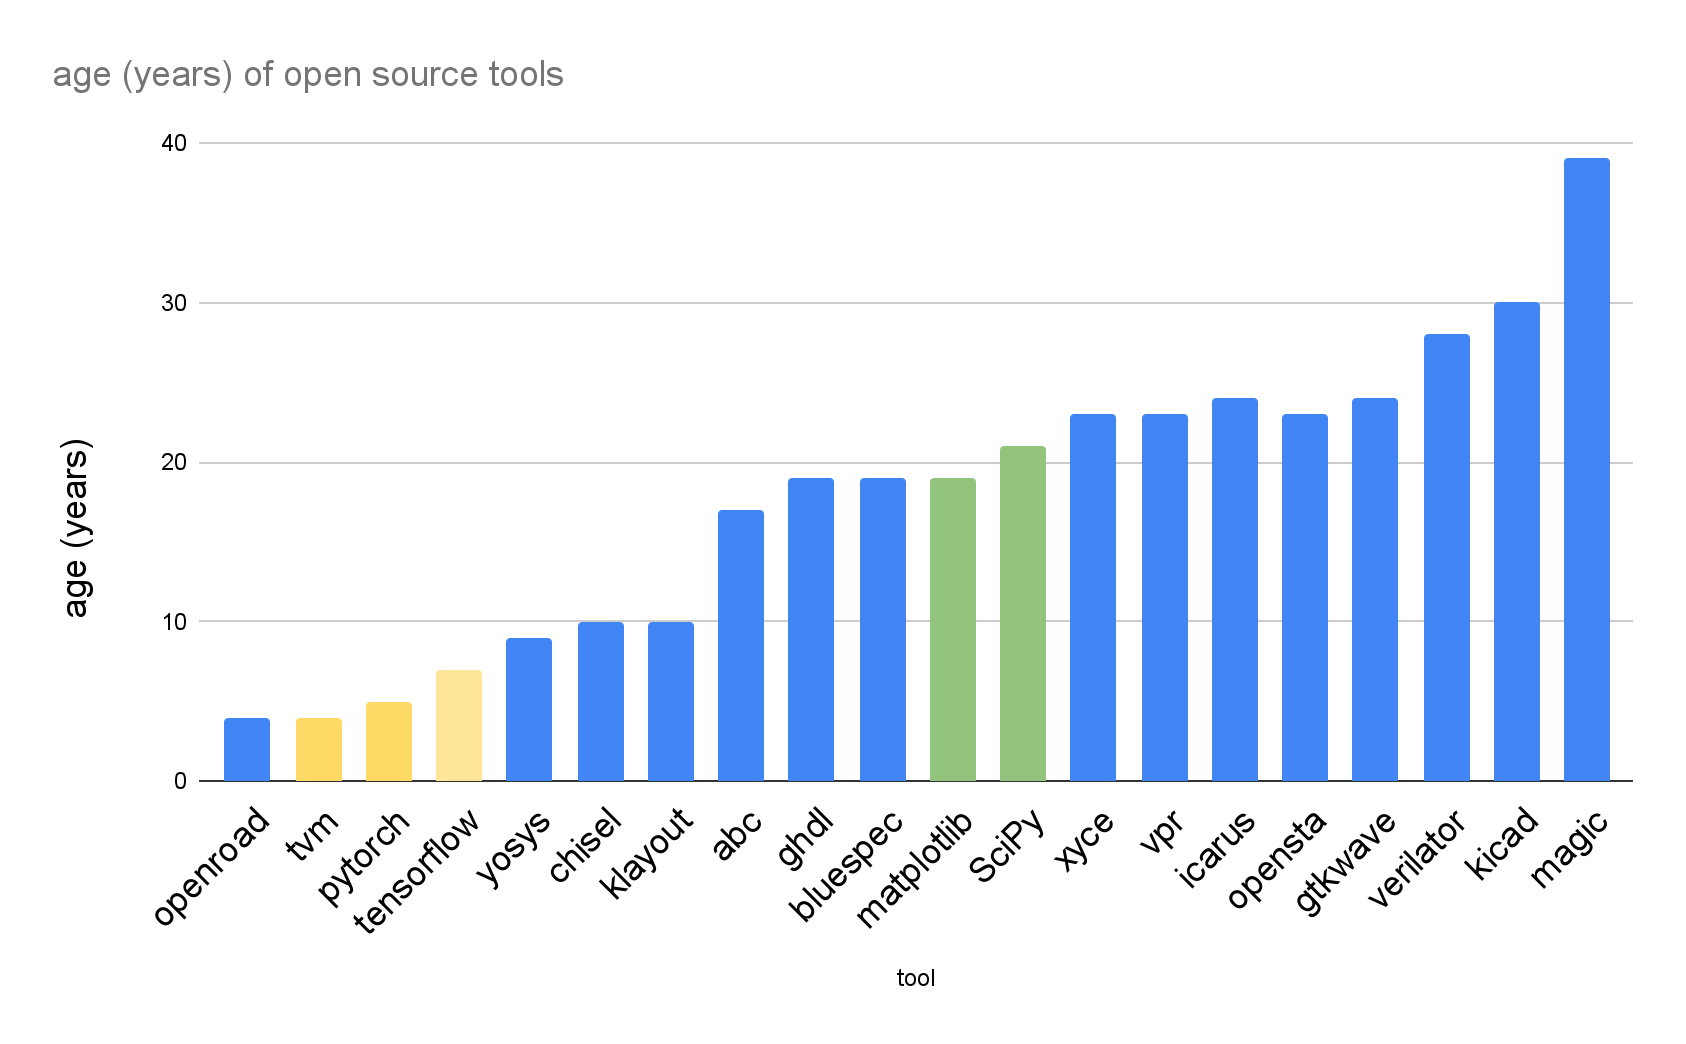 age (years) of open source tools
age (years)
40
30
20
10
0
openroad
tvm
pytorch
tensorflow
yosys
chisel
klayout
abc
ghdl
bluespec
matplotlib
SciPy
xyce
vpr
icarus
opensta
gtkwave
verilator
kicad
magic
tool